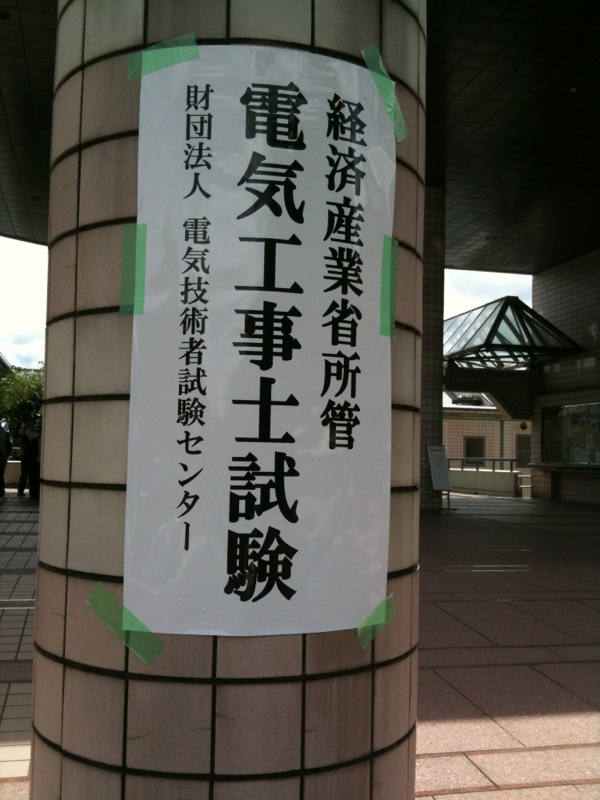 経済産業省所管
電気工事士試験
財団法人 電気技術者試験センター